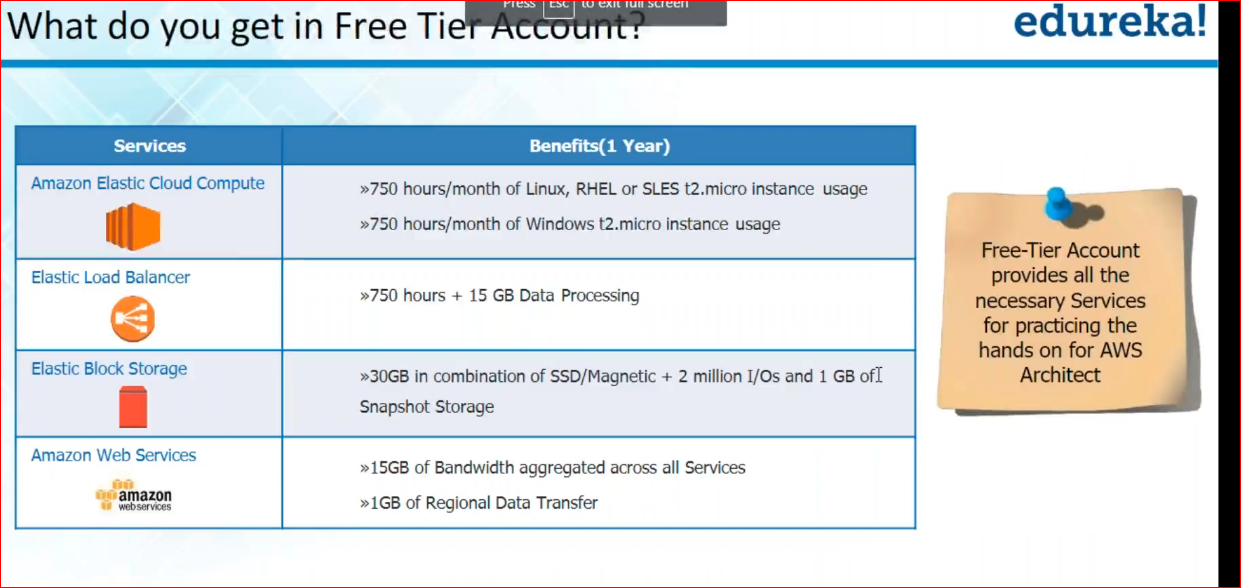 Press Esc to exit full screen
What do you get in Free Tier Account?
edureka!
Services
Benefits(1 Year)
Amazon Elastic Cloud Compute
»750 hours/month of Linux, RHEL or SLES t2.micro instance usage
»750 hours/month of Windows t2.micro instance usage
Elastic Load Balancer
»750 hours + 15 GB Data Processing
Elastic Block Storage
»30GB in combination of SSD/Magnetic + 2 million I/Os and 1 GB of
Snapshot Storage
Amazon Web Services
amazon
webservices
»15GB of Bandwidth aggregated across all Services
»1GB of Regional Data Transfer
Free-Tier Account
provides all the
necessary Services
for practicing the
hands on for AWS
Architect